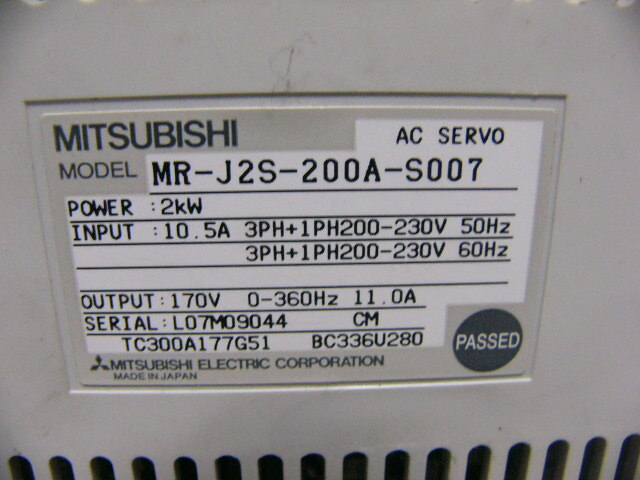 MITSUBISHI AC SERVO
MODEL MR-J2S-200A-S007
POWER :2kW
INPUT :10.5A 3PH+1PH200-230V 50Hz
3PH+1PH200-230V 60Hz
OUTPUT:170V 0-360Hz 11.0A
SERIAL:L07M09044 CM
TC300A177G51 BC336U280
PASSED
MITSUBISHI ELECTRIC CORPORATION
MADE IN JAPAN